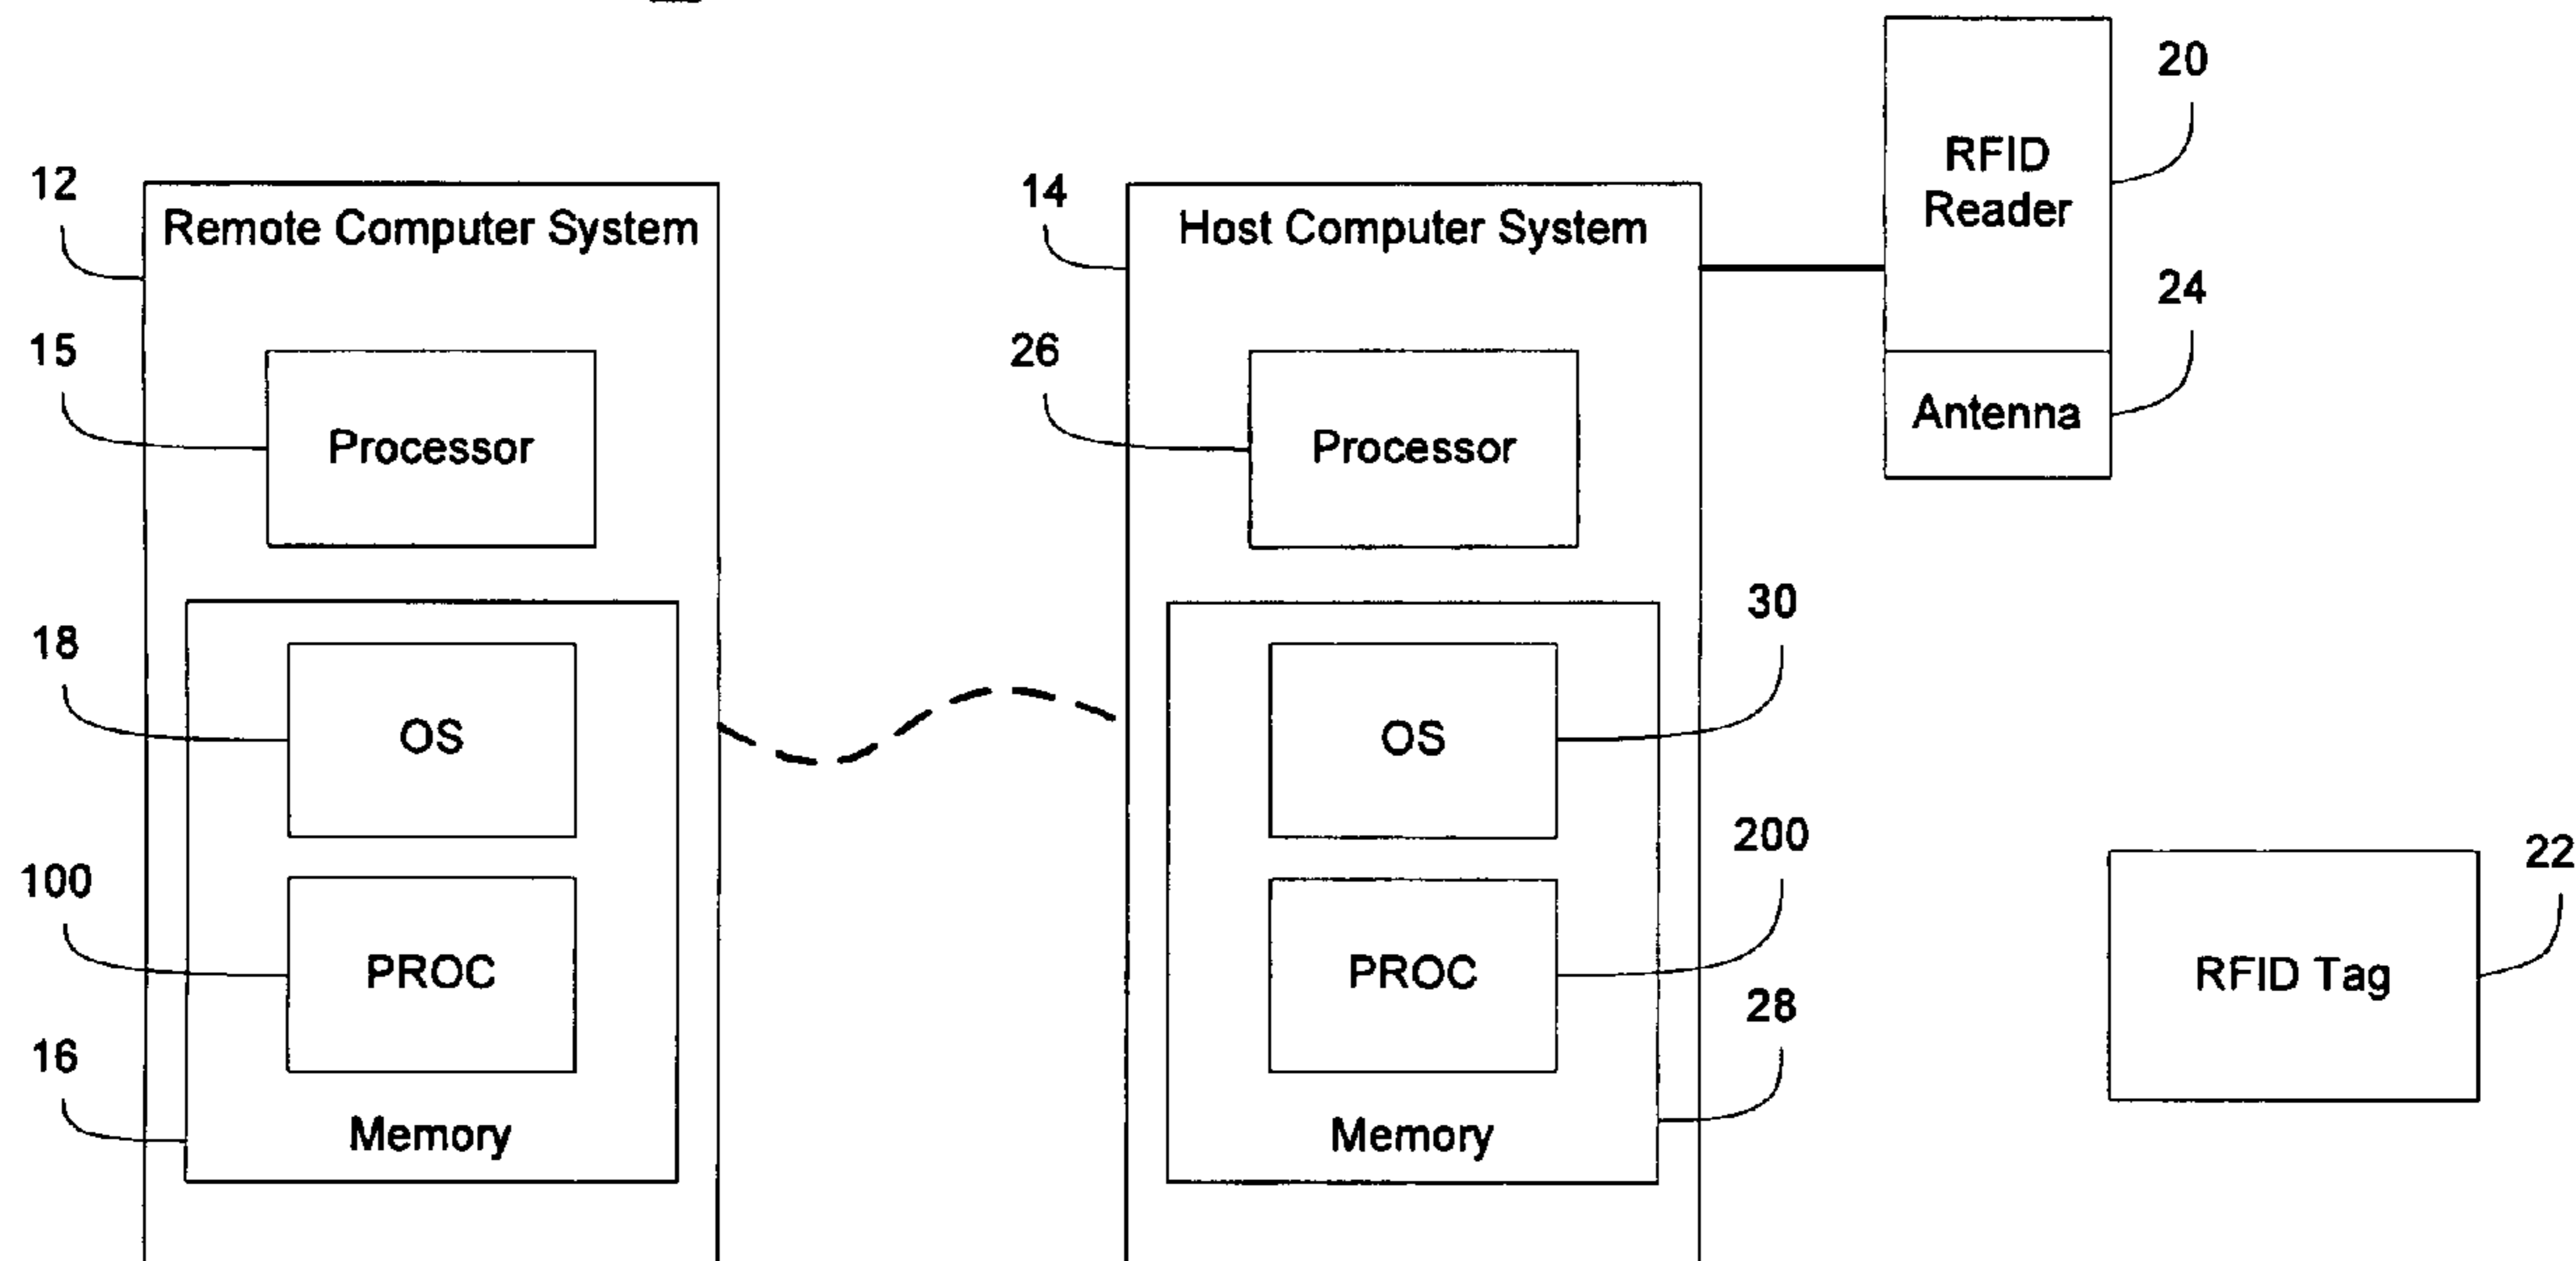 20
RFID
Reader
24
Antenna
12
Remote Computer System
15
Processor
18
OS
100
PROC
16
Memory
14
Host Computer System
26
Processor
30
OS
200
PROC
28
Memory
22
RFID Tag